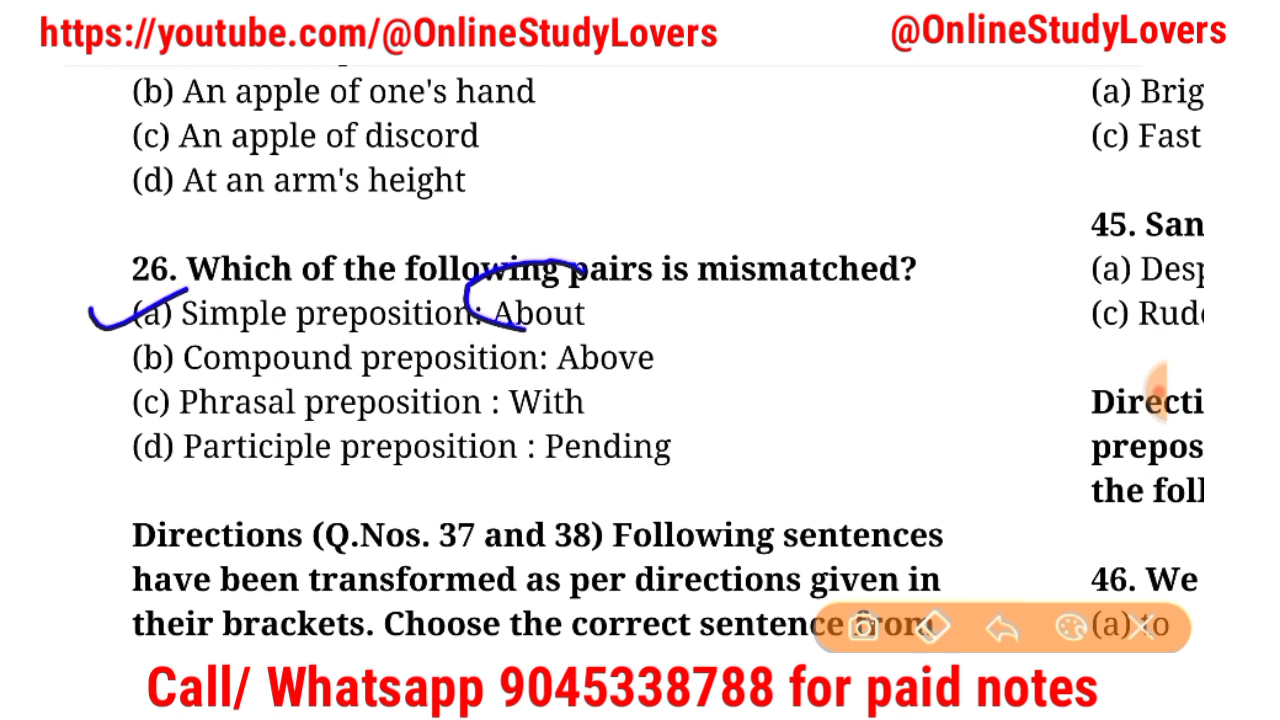 https://youtube.com/@OnlineStudyLovers
@OnlineStudyLovers
(b) An apple of one's hand
(c) An apple of discord
(d) At an arm's height
26. Which of the following pairs is mismatched?
(a) Simple preposition: About
(b) Compound preposition: Above
(c) Phrasal preposition : With
(d) Participle preposition : Pending
Directions (Q.Nos. 37 and 38) Following sentences
have been transformed as per directions given in
their brackets. Choose the correct sentence from
(a) Brig
(c) Fast
45. San
(a) Desp
(c) Rude
Directi
prepos
the foll
46. We
(a) to
Call/ Whatsapp 9045338788 for paid notes